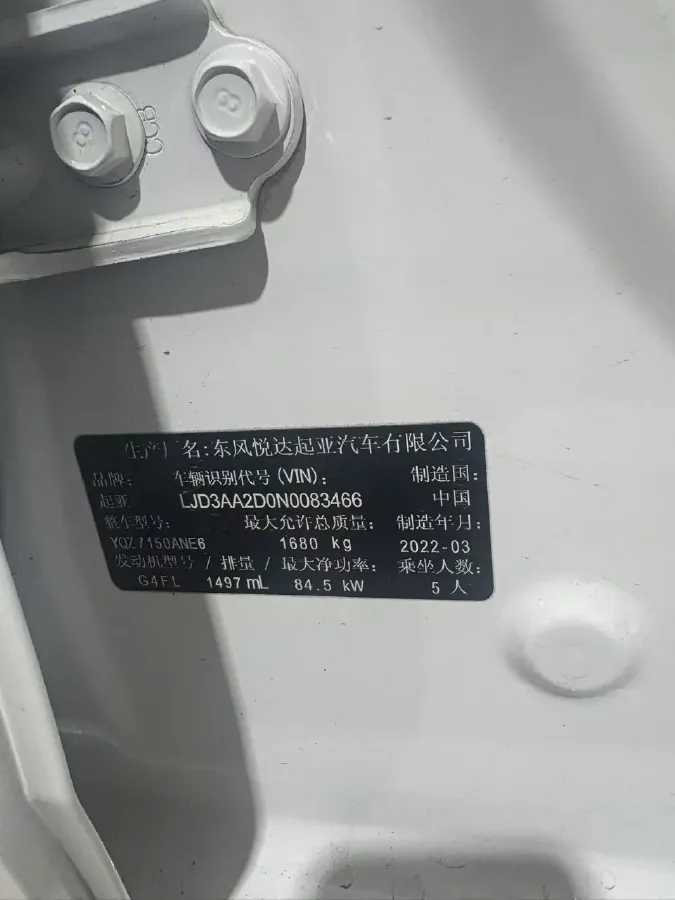 8
8
CCB
生产厂名:东风悦达起亚汽车有限公司
品牌: 车辆识别代号(VIN): 制造国:
起亚 LJD3AA2D0N0083466 中国
整车型号: 最大允许总质量: 制造年月:
YQZ7150ANE6 1680 kg 2022-03
发动机型号 / 排量 / 最大净功率: 乘坐人数:
G4FL 1497 mL 84.5 kW 5 人